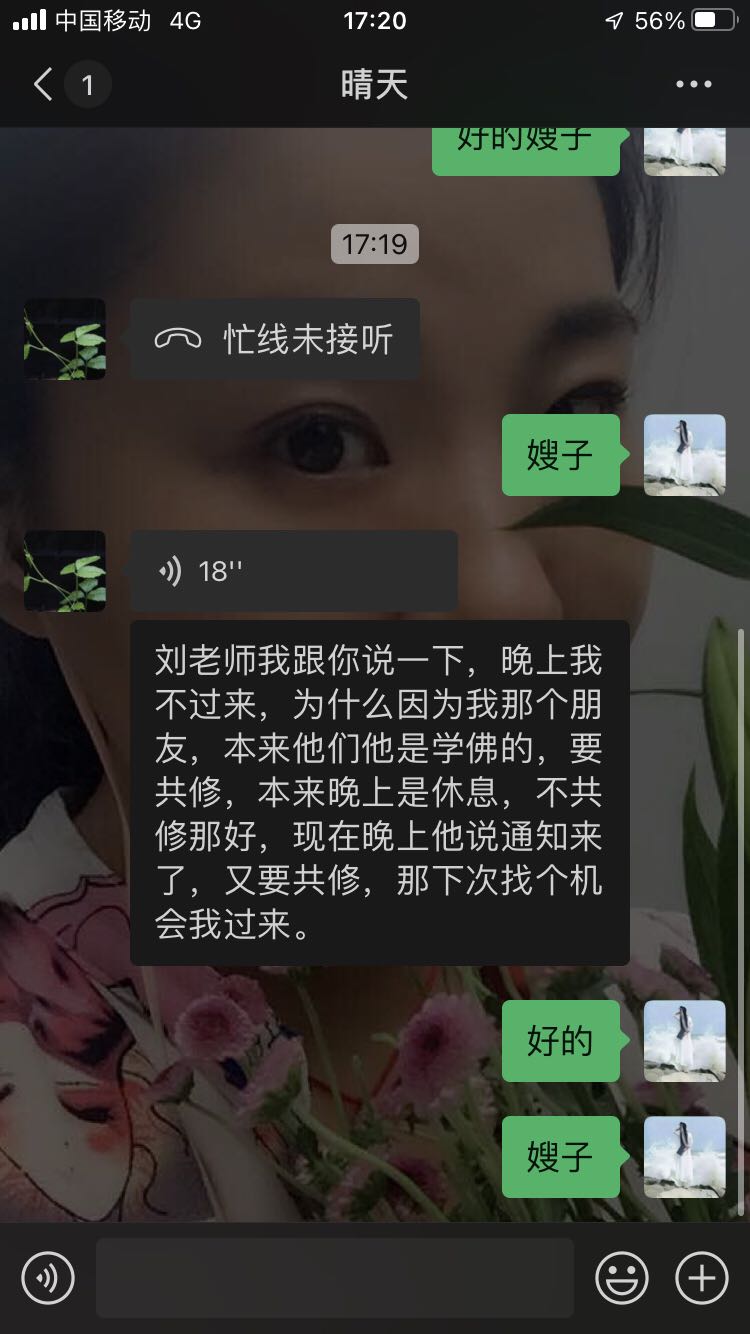 中国移动 4G 17:20 56%
1 晴天
好的嫂子
17:19
忙线未接听
嫂子
18''
刘老师我跟你说一下，晚上我
不过来，为什么因为我那个朋
友，本来他们他是学佛的，要
共修，本来晚上是休息，不共
修那好，现在晚上他说通知来
了，又要共修，那下次找个机
会我过来。
好的
嫂子